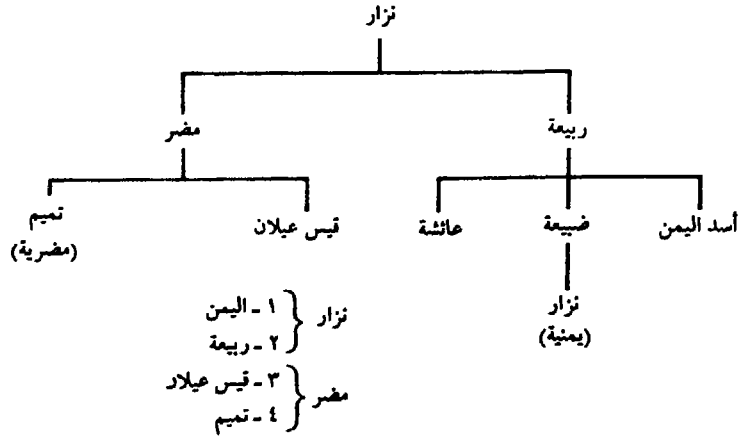 نزار
ربيعة
مضر
أسد اليمن
ضبيعة
عائشة
قيس عيلان
تميم
(مضرية)
نزار
(يمنية)
نزار
١ ـ اليمن
٢ ـ ربيعة
مضر
٣ ـ قيس عيلار
٤ ـ تميم